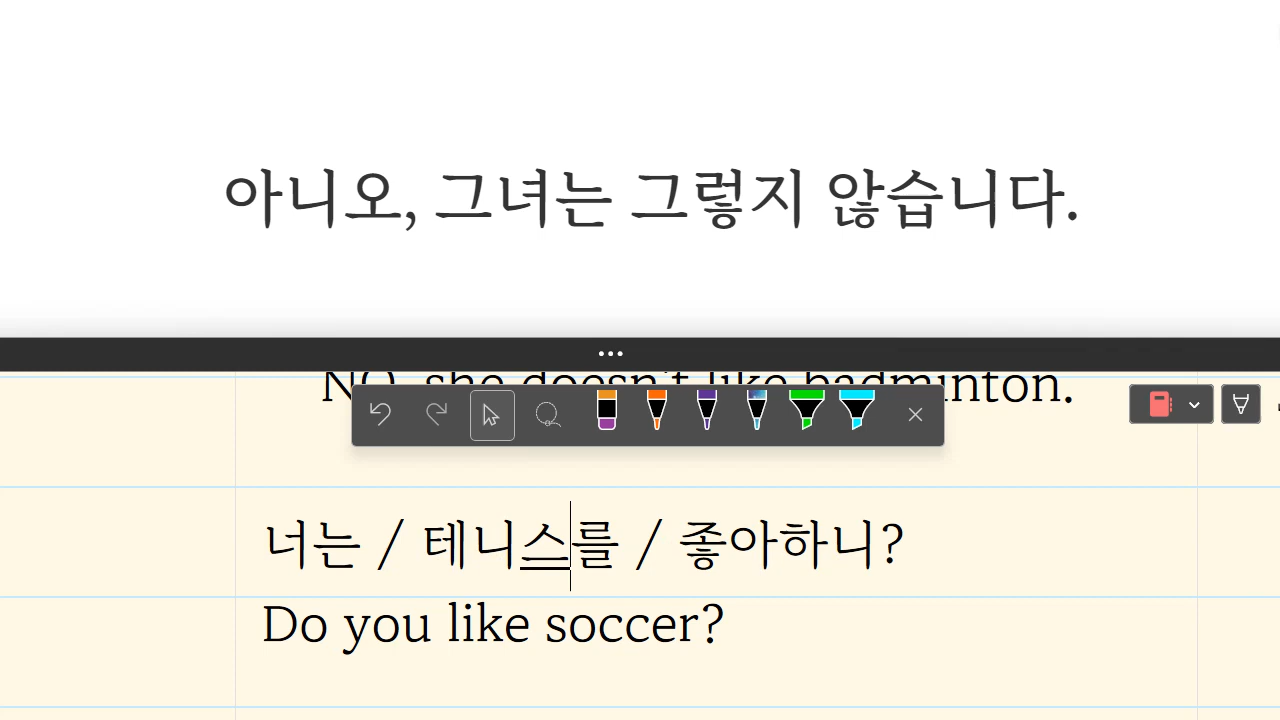 아니오, 그녀는 그렇지 않습니다.
NO, she doesn't like badminton.
너는 / 테니스를 / 좋아하니?
Do you like soccer?